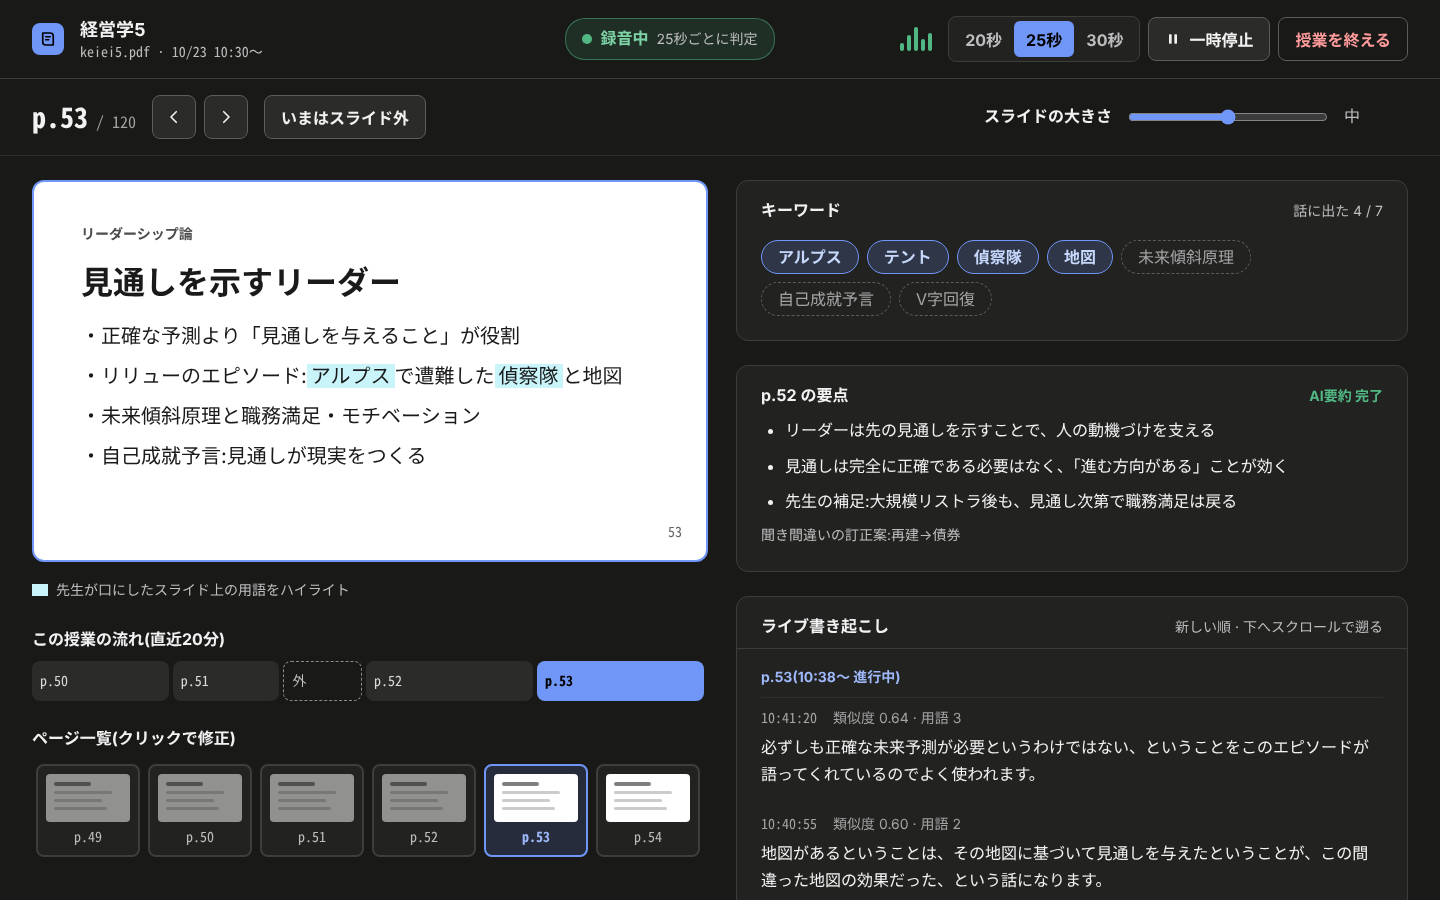 経営学5
keiei5.pdf · 10/23 10:30〜
録音中 25秒ごとに判定
20秒 25秒 30秒
一時停止
授業を終える
p.53 / 120
いまはスライド外
スライドの大きさ
中
リーダーシップ論
見通しを示すリーダー
・正確な予測より「見通しを与えること」が役割
・リリューのエピソード:アルプスで遭難した偵察隊と地図
・未来傾斜原理と職務満足・モチベーション
・自己成就予言:見通しが現実をつくる
53
先生が口にしたスライド上の用語をハイライト
この授業の流れ(直近20分)
p.50 p.51 外 p.52 p.53
ページ一覧(クリックで修正)
p.49 p.50 p.51 p.52 p.53 p.54
キーワード
話に出た 4 / 7
アルプス テント 偵察隊 地図 未来傾斜原理
自己成就予言 V字回復
p.52 の要点
AI要約 完了
• リーダーは先の見通しを示すことで、人の動機づけを支える
• 見通しは完全に正確である必要はなく、「進む方向がある」ことが効く
• 先生の補足:大規模リストラ後も、見通し次第で職務満足は戻る
聞き間違いの訂正案:再建→債券
ライブ書き起こし
新しい順 · 下へスクロールで遡る
p.53(10:38〜 進行中)
10:41:20 類似度 0.64 · 用語 3
必ずしも正確な未来予測が必要というわけではない、ということをこのエピソードが
語ってくれているのでよく使われます。
10:40:55 類似度 0.60 · 用語 2
地図があるということは、その地図に基づいて見通しを与えたということが、この間
違った地図の効果だった、という話になります。